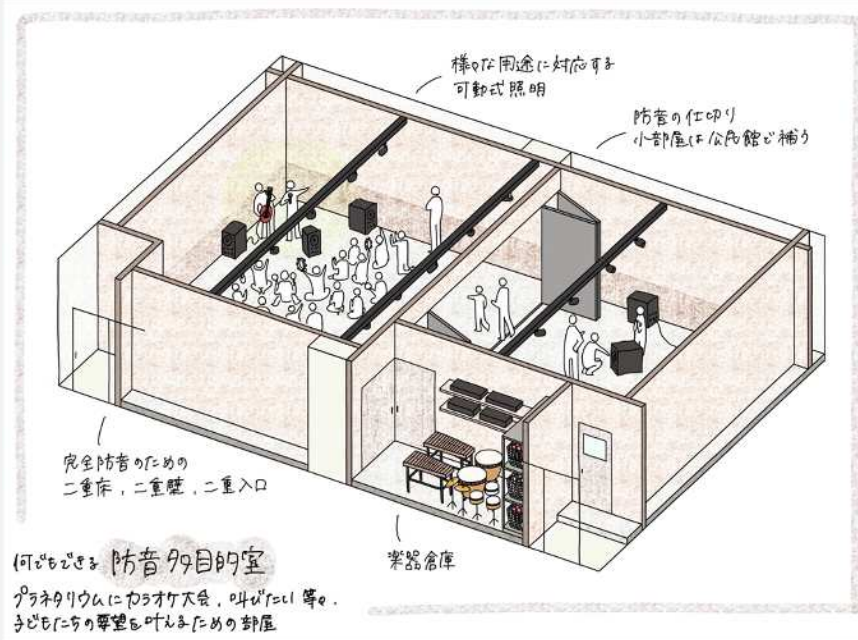 様々な用途に対応する
可動式照明
防音の仕切り
小部屋は公民館で補う
完全防音のための
二重床、二重壁、二重入口
楽器倉庫
何でもできる 防音多目的室
プラネタリウムにカラオケ大会、叫びたい 等々.
子どもたちの要望を叶えるための部屋